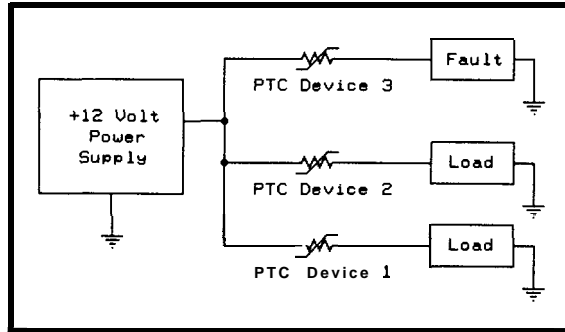 Fault
PTC Device 3
+12 Volt
Power
Supply
Load
PTC Device 2
Load
PTC Device 1